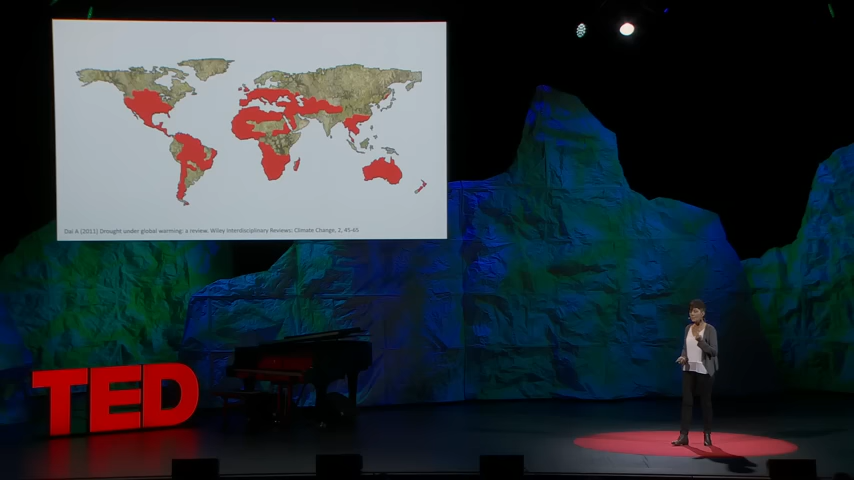 Dai A (2011) Drought under global warming: a review. Wiley Interdisciplinary Reviews: Climate Change, 2, 45-65
TED